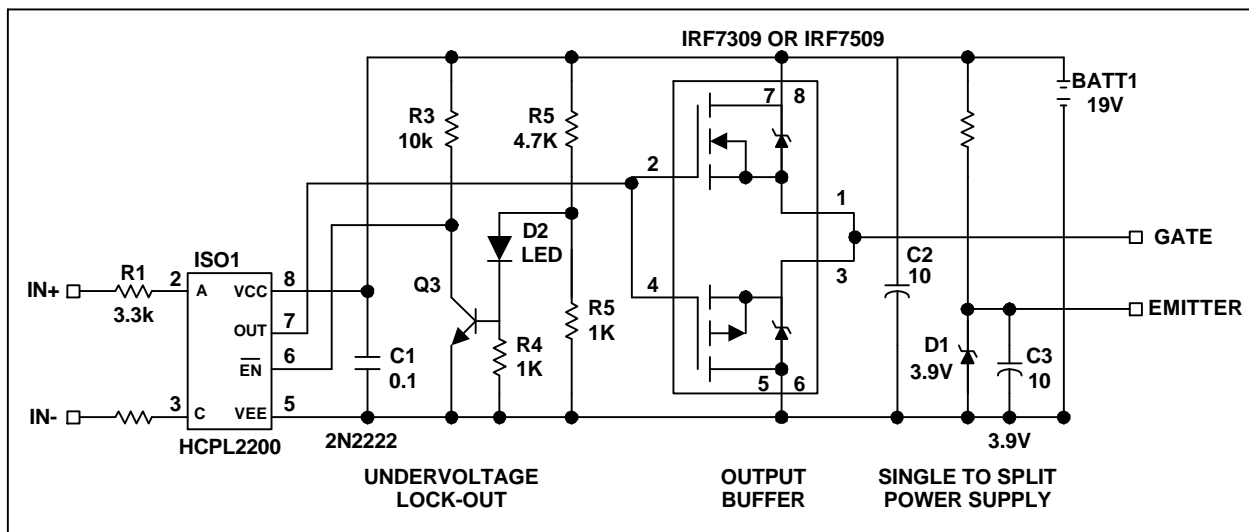 IRF7309 OR IRF7509
BATT1
19V
R3
10k
R5
4.7K
7
8
2
1
D2
LED
GATE
ISO1
R1
3.3k
IN+
2
A
VCC
8
OUT
7
EN
6
Q3
4
3
C2
10
EMITTER
C1
0.1
R4
1K
R5
1K
D1
3.9V
C3
10
5
6
IN-
3
C
VEE
5
HCPL2200
2N2222
3.9V
UNDERVOLTAGE
LOCK-OUT
OUTPUT
BUFFER
SINGLE TO SPLIT
POWER SUPPLY